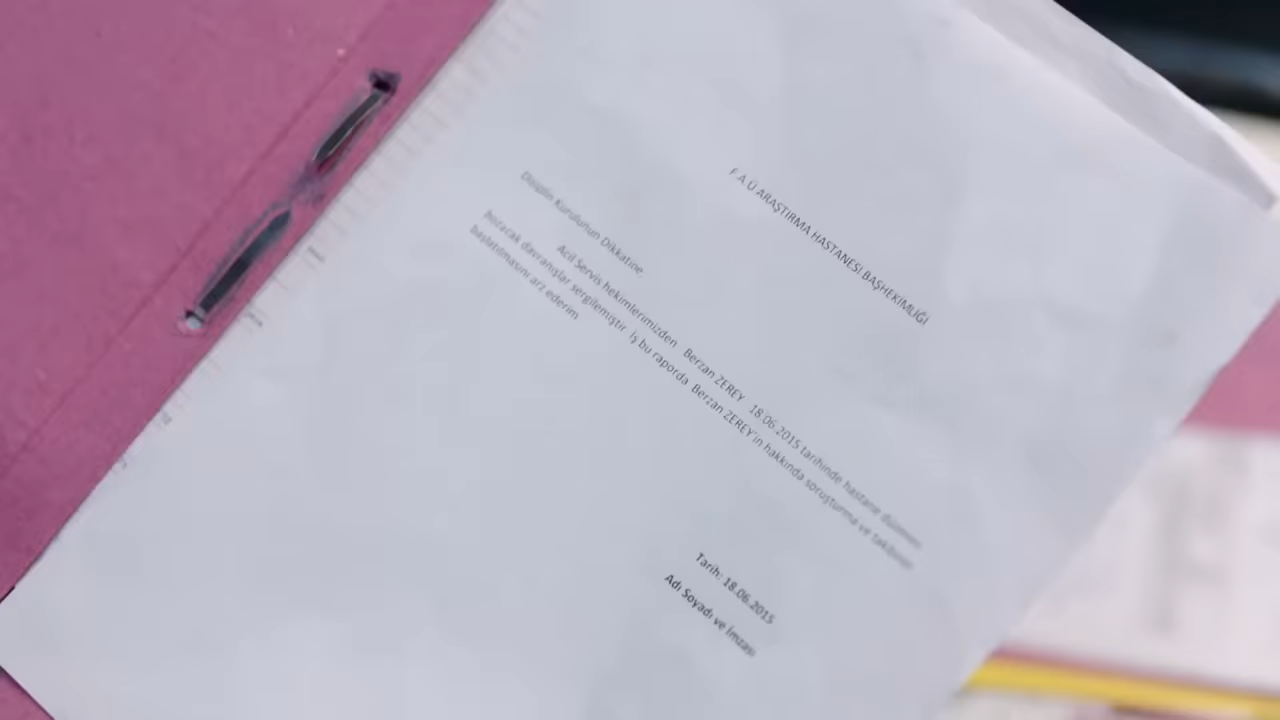 F.A.Ü ARAŞTIRMA HASTANESİ BAŞHEKİMLİĞİ
Disiplin Kurulunun Dikkatine
Acil Servis hekimlerimizden Berzan ZEREY 18.06.2015 tarihinde hastane düzenini
bozacak davranışlar sergilemiştir. İş bu raporda Berzan ZEREY'in hakkında soruşturma ve takibinin
başlatılmasını arz ederim
Tarih: 18.06.2015
Adı Soyadı ve İmzası